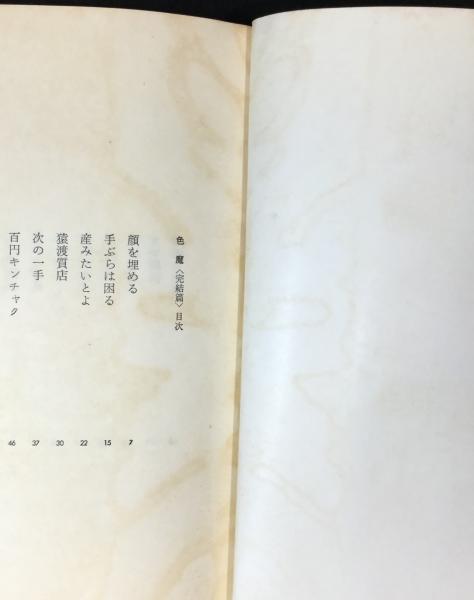 色魔〈完結篇〉目次
顔を埋める 7
手ぶらは困る 15
産みたいとよ 22
猿渡質店 30
次の一手 37
百円キンチャク 46